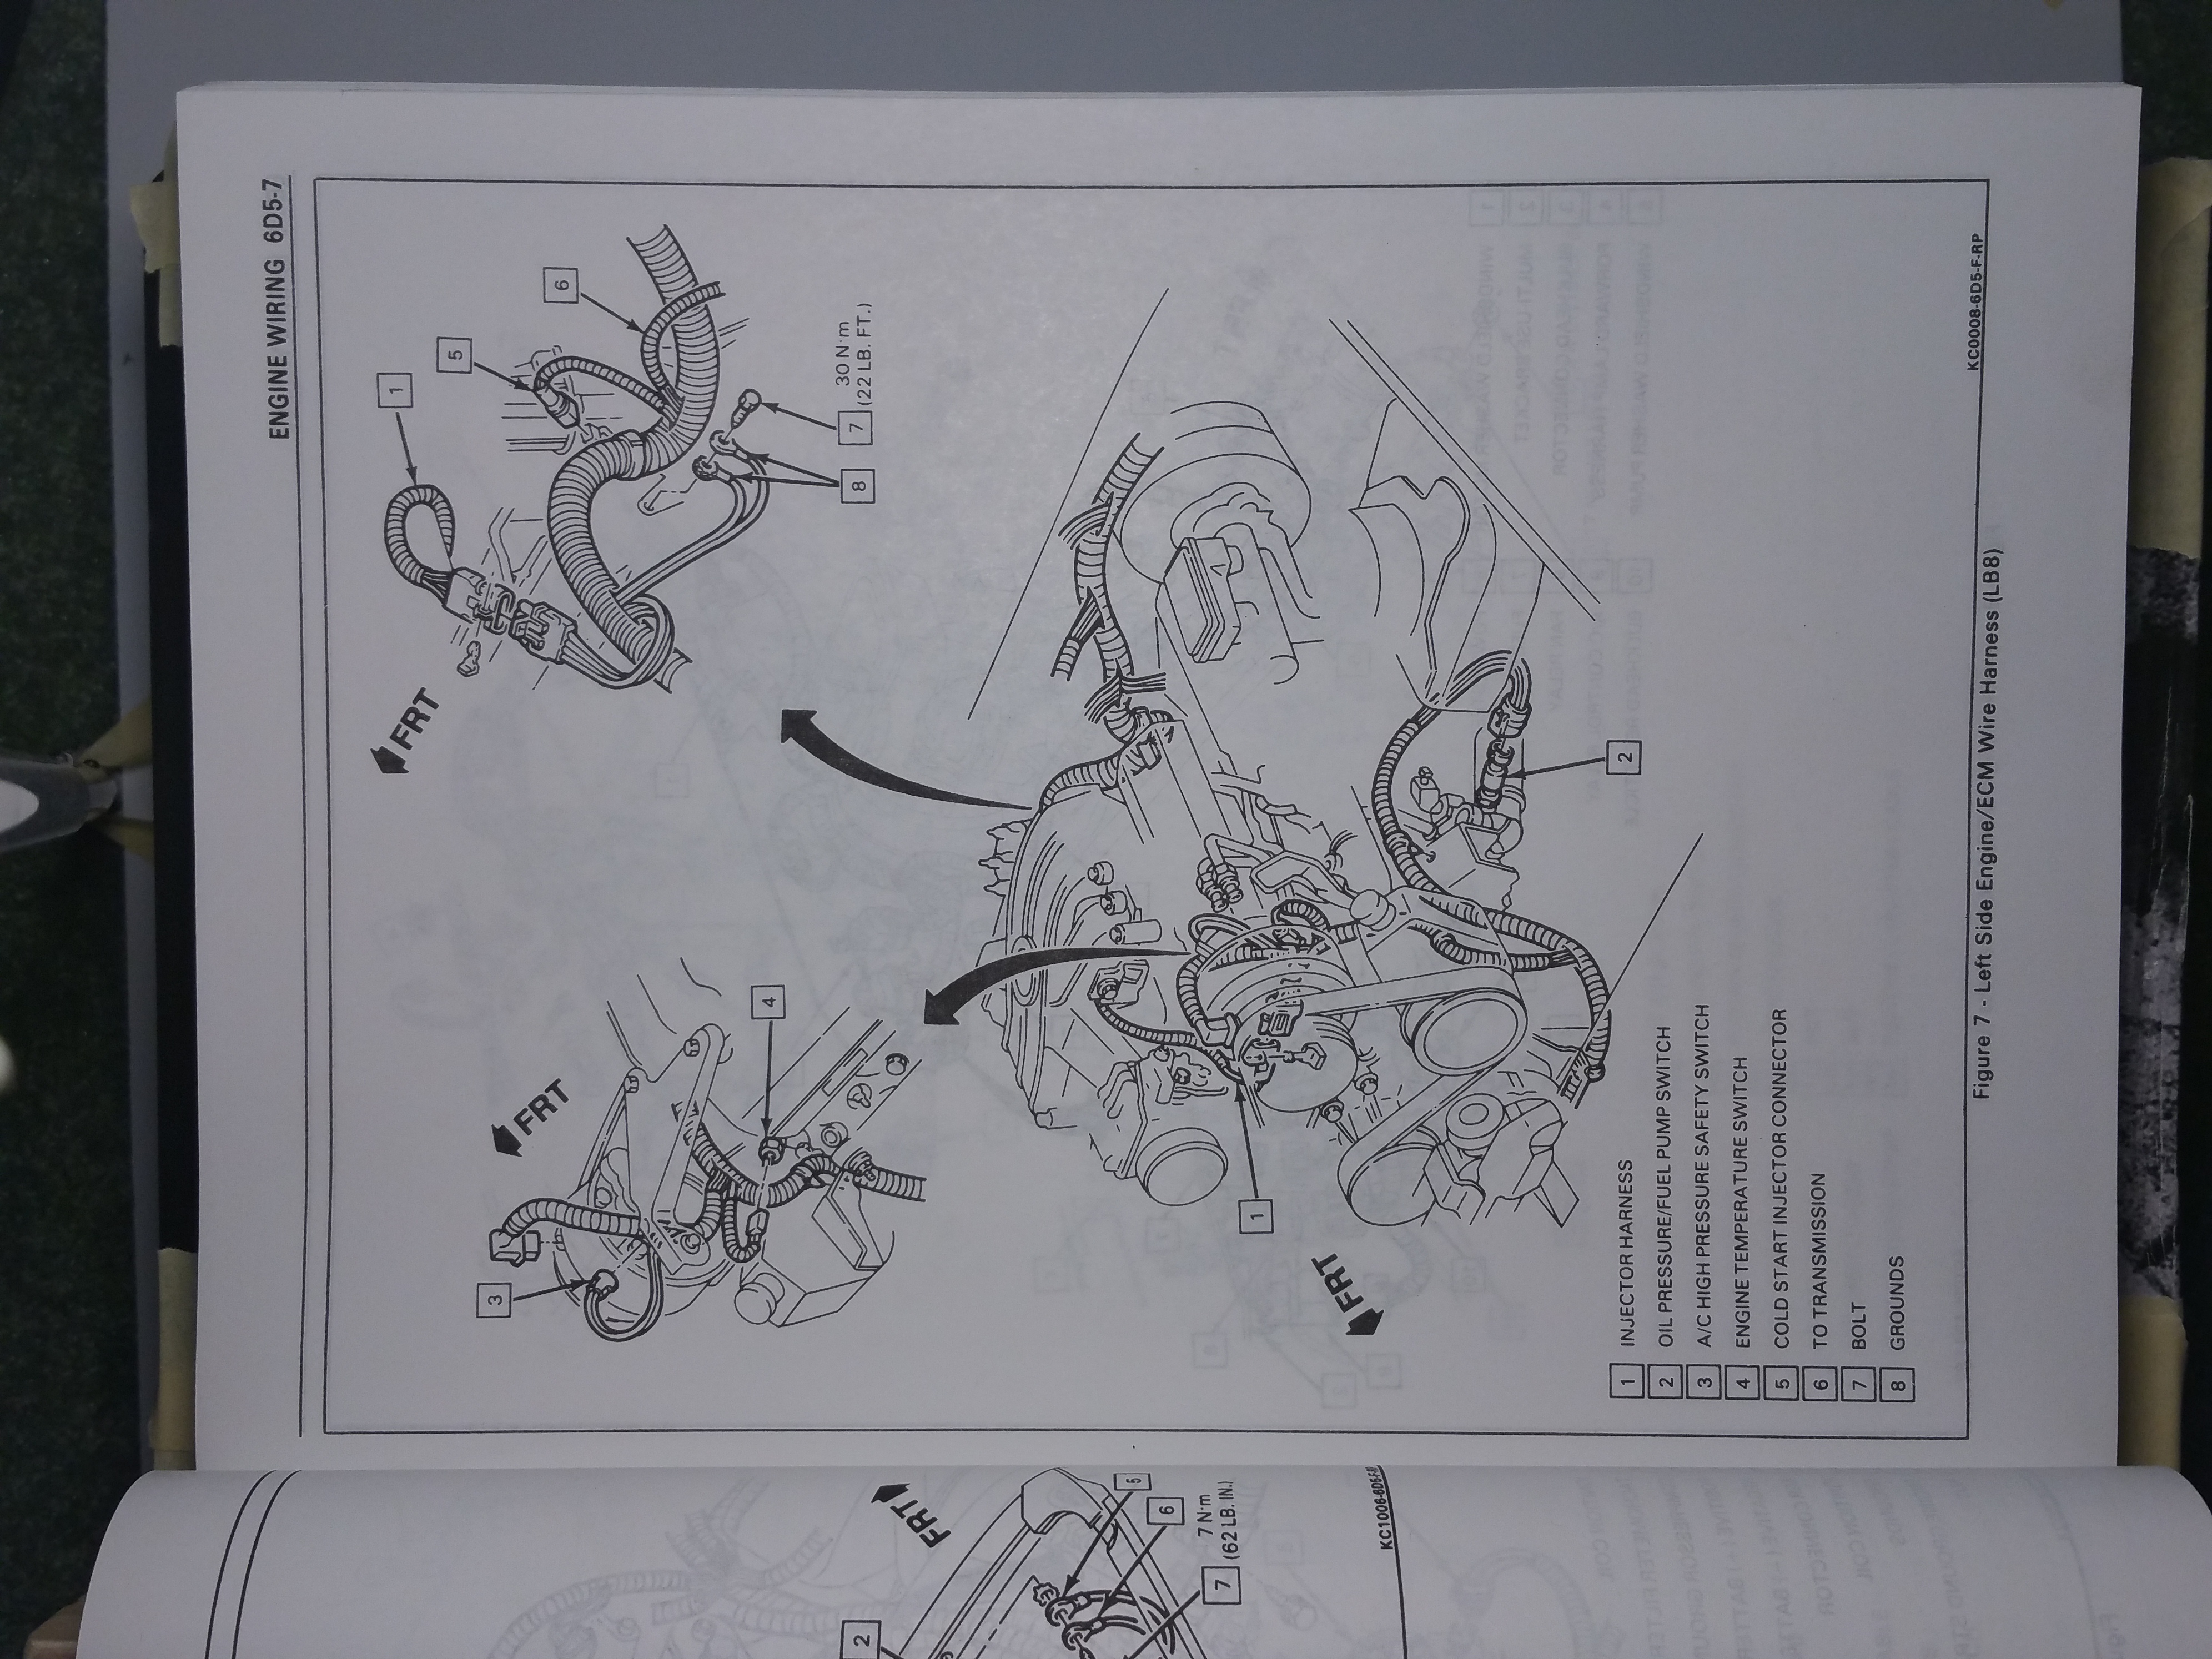 ENGINE WIRING 6D5-7
1
5
6
30 N·m
(22 LB. FT.)
7
8
FRT
FRT
4
3
2
1
FRT
1 INJECTOR HARNESS
2 OIL PRESSURE/FUEL PUMP SWITCH
3 A/C HIGH PRESSURE SAFETY SWITCH
4 ENGINE TEMPERATURE SWITCH
5 COLD START INJECTOR CONNECTOR
6 TO TRANSMISSION
7 BOLT
8 GROUNDS
KC0008-6D5-F-RP
Figure 7 - Left Side Engine/ECM Wire Harness (LB8)
FRT
5
6
7 N·m
(62 LB. IN.)
7
2